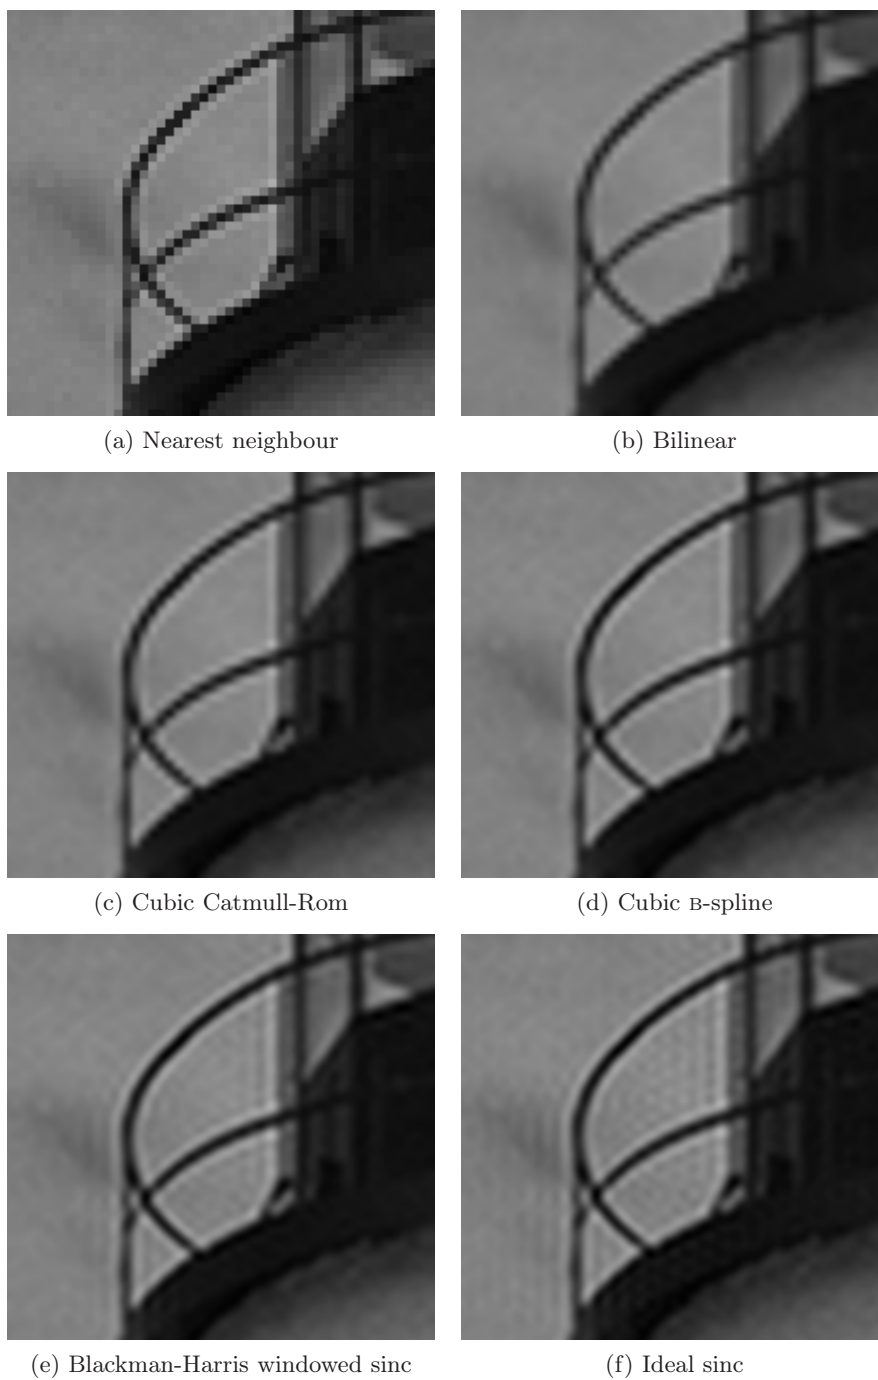 (a) Nearest neighbour
(b) Bilinear
(c) Cubic Catmull-Rom
(d) Cubic B-spline
(e) Blackman-Harris windowed sinc
(f) Ideal sinc